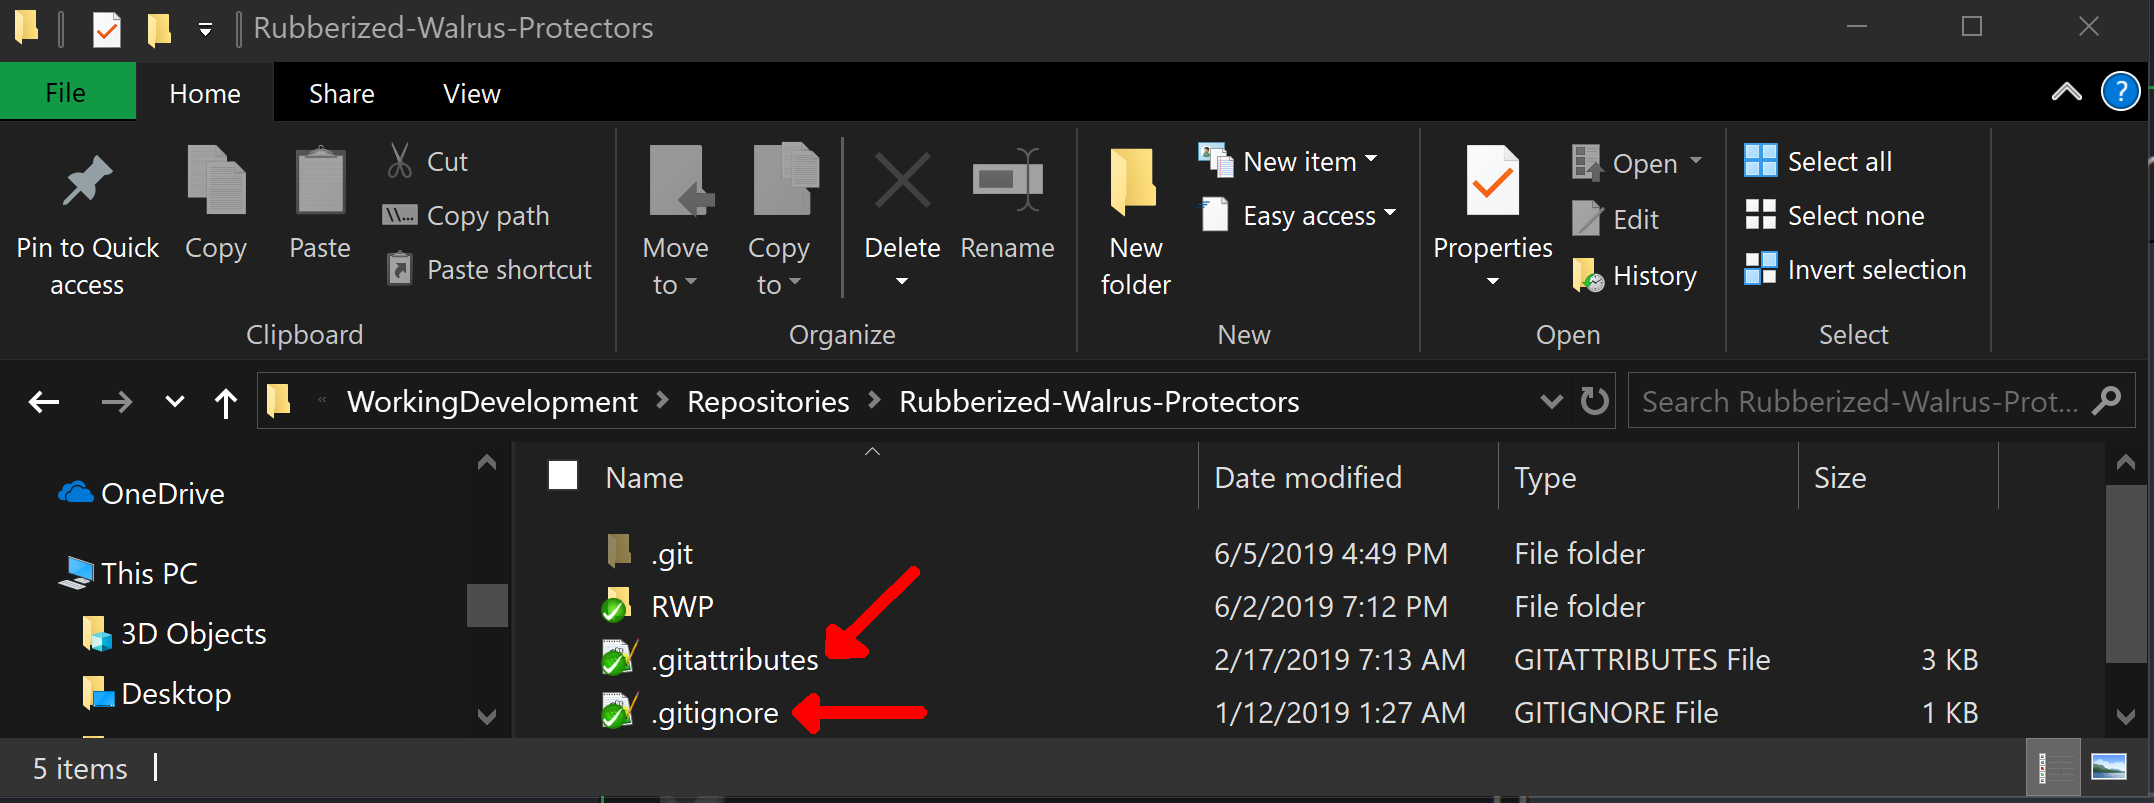 Rubberized-Walrus-Protectors
File Home Share View
?
Pin to Quick access
Copy
Paste
Cut
Copy path
Paste shortcut
Clipboard
Move to
Copy to
Delete
Rename
Organize
New folder
New item
Easy access
New
Properties
Open
Edit
History
Open
Select all
Select none
Invert selection
Select
« WorkingDevelopment > Repositories > Rubberized-Walrus-Protectors
Search Rubberized-Walrus-Prot...
OneDrive
This PC
3D Objects
Desktop
Name Date modified Type Size
.git 6/5/2019 4:49 PM File folder
RWP 6/2/2019 7:12 PM File folder
.gitattributes 2/17/2019 7:13 AM GITATTRIBUTES File 3 KB
.gitignore 1/12/2019 1:27 AM GITIGNORE File 1 KB
5 items